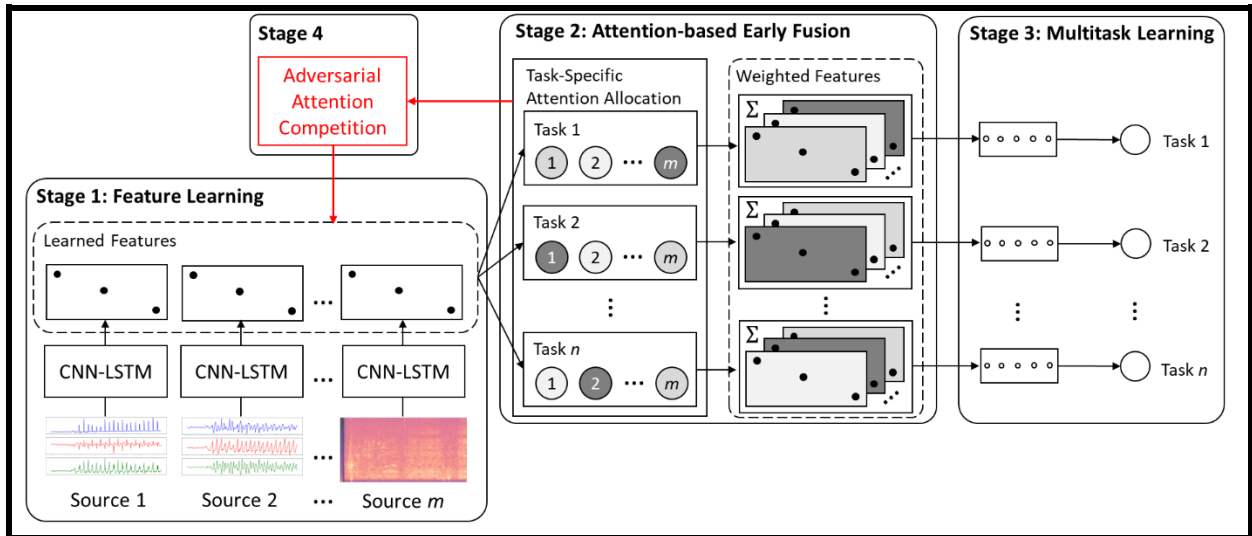 Stage 4
Adversarial
Attention
Competition
Stage 1: Feature Learning
Learned Features
...
CNN-LSTM
CNN-LSTM
...
CNN-LSTM
...
Source 1
Source 2
...
Source m
Stage 2: Attention-based Early Fusion
Task-Specific
Attention Allocation
Task 1
1 2 ... m
Task 2
1 2 ... m
Task n
1 2 ... m
Weighted Features
Σ
Σ
Σ
Stage 3: Multitask Learning
Task 1
Task 2
Task n